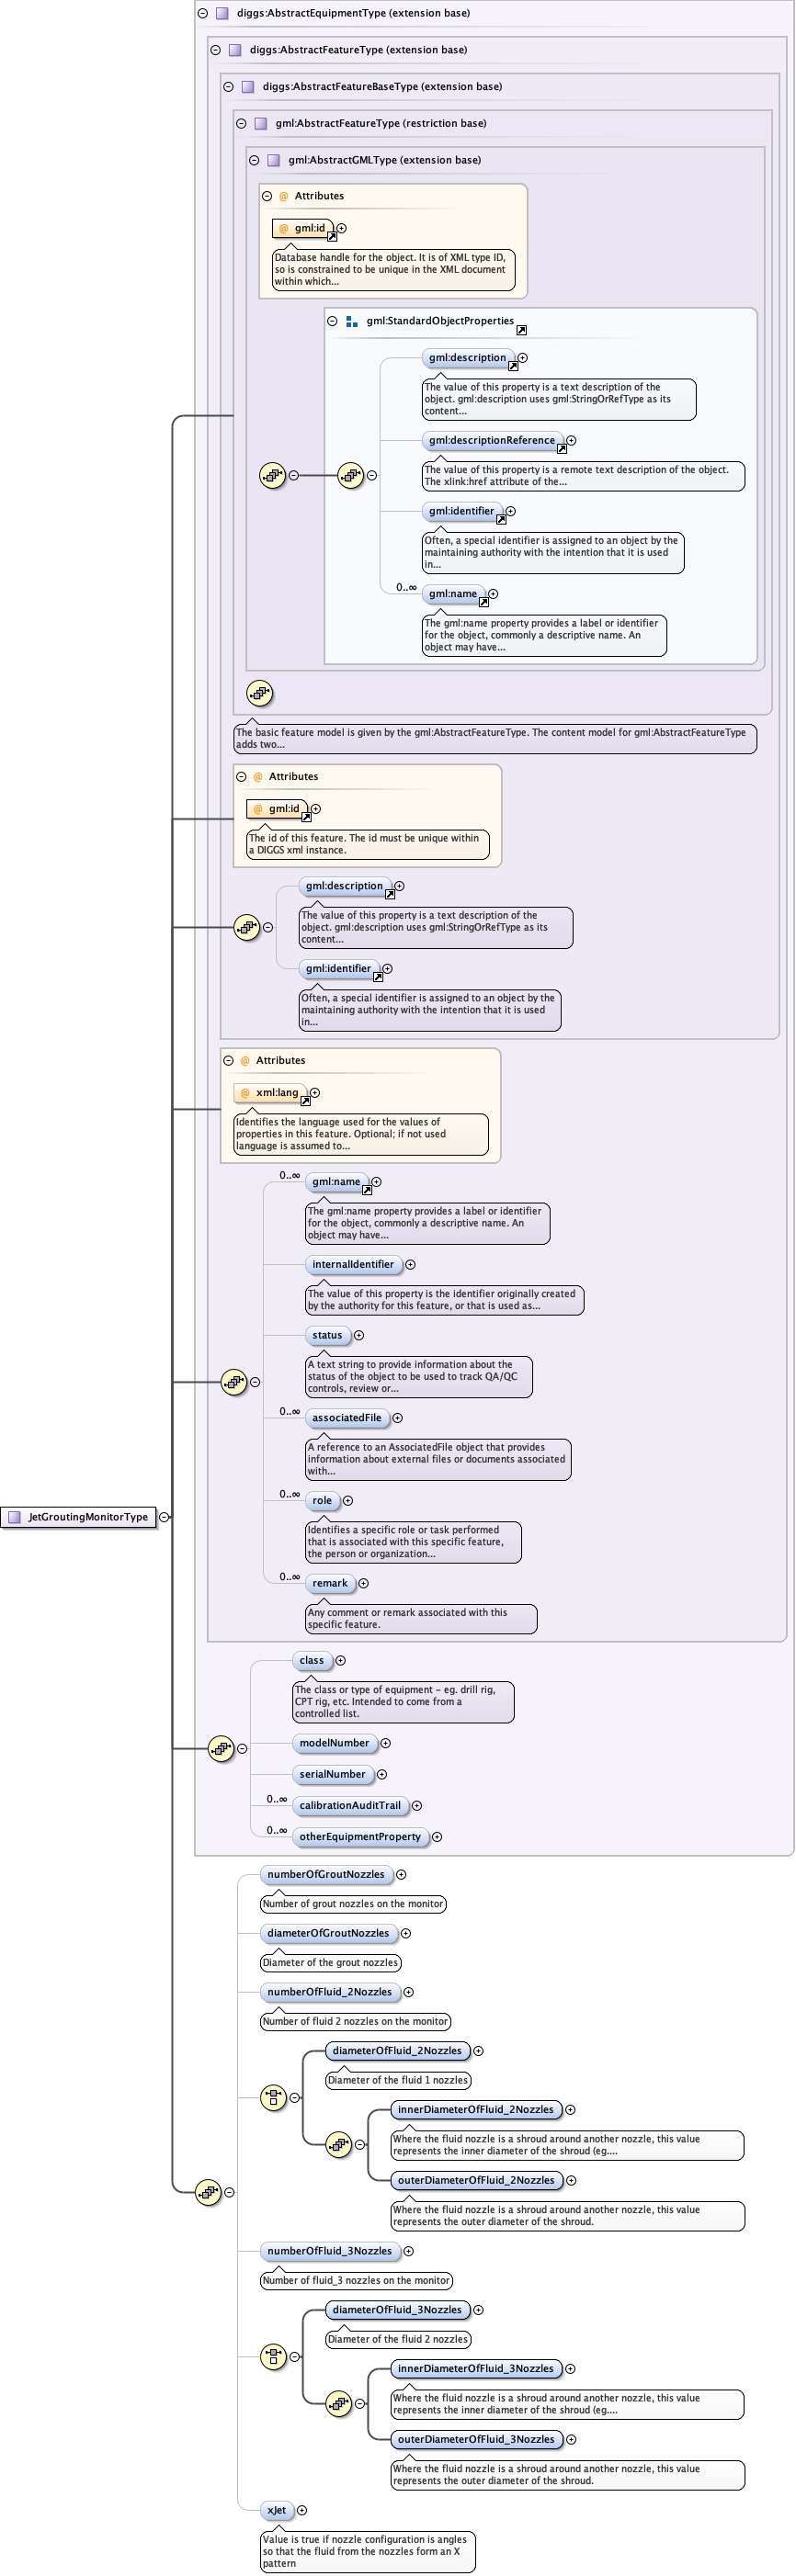 diggs:AbstractEquipmentType (extension base)
diggs:AbstractFeatureType (extension base)
diggs:AbstractFeatureBaseType (extension base)
gml:AbstractFeatureType (restriction base)
gml:AbstractGMLType (extension base)
@ Attributes
@ gml:id
Database handle for the object. It is of XML type ID,
so is constrained to be unique in the XML document
within which...
gml:StandardObjectProperties
gml:description
The value of this property is a text description of the
object. gml:description uses gml:StringOrRefType as its
content...
gml:descriptionReference
The value of this property is a remote text description of the object.
The xlink:href attribute of the...
gml:identifier
Often, a special identifier is assigned to an object by the
maintaining authority with the intention that it is used
in...
0..∞
gml:name
The gml:name property provides a label or identifier
for the object, commonly a descriptive name. An
object may have...
The basic feature model is given by the gml:AbstractFeatureType. The content model for gml:AbstractFeatureType
adds two...
@ Attributes
@ gml:id
The id of this feature. The id must be unique within
a DIGGS xml instance.
gml:description
The value of this property is a text description of the
object. gml:description uses gml:StringOrRefType as its
content...
gml:identifier
Often, a special identifier is assigned to an object by the
maintaining authority with the intention that it is used
in...
@ Attributes
@ xml:lang
Identifies the language used for the values of
properties in this feature. Optional; if not used
language is assumed to...
0..∞
gml:name
The gml:name property provides a label or identifier
for the object, commonly a descriptive name. An
object may have...
internalIdentifier
The value of this property is the identifier originally created
by the authority for this feature, or that is used as...
status
A text string to provide information about the
status of the object to be used to track QA/QC
controls, review or...
0..∞
associatedFile
A reference to an AssociatedFile object that provides
information about external files or documents associated
with...
0..∞
role
Identifies a specific role or task performed
that is associated with this specific feature,
the person or organization...
JetGroutingMonitorType
0..∞
remark
Any comment or remark associated with this
specific feature.
class
The class or type of equipment - eg. drill rig,
CPT rig, etc. Intended to come from a
controlled list.
modelNumber
serialNumber
0..∞
calibrationAuditTrail
0..∞
otherEquipmentProperty
numberOfGroutNozzles
Number of grout nozzles on the monitor
diameterOfGroutNozzles
Diameter of the grout nozzles
numberOfFluid_2Nozzles
Number of fluid 2 nozzles on the monitor
diameterOfFluid_2Nozzles
Diameter of the fluid 1 nozzles
innerDiameterOfFluid_2Nozzles
Where the fluid nozzle is a shroud around another nozzle, this value
represents the inner diameter of the shroud (eg....
outerDiameterOfFluid_2Nozzles
Where the fluid nozzle is a shroud around another nozzle, this value
represents the outer diameter of the shroud.
numberOfFluid_3Nozzles
Number of fluid_3 nozzles on the monitor
diameterOfFluid_3Nozzles
Diameter of the fluid 2 nozzles
innerDiameterOfFluid_3Nozzles
Where the fluid nozzle is a shroud around another nozzle, this value
represents the inner diameter of the shroud (eg....
outerDiameterOfFluid_3Nozzles
Where the fluid nozzle is a shroud around another nozzle, this value
represents the outer diameter of the shroud.
xJet
Value is true if nozzle configuration is angles
so that the fluid from the nozzles form an X
pattern